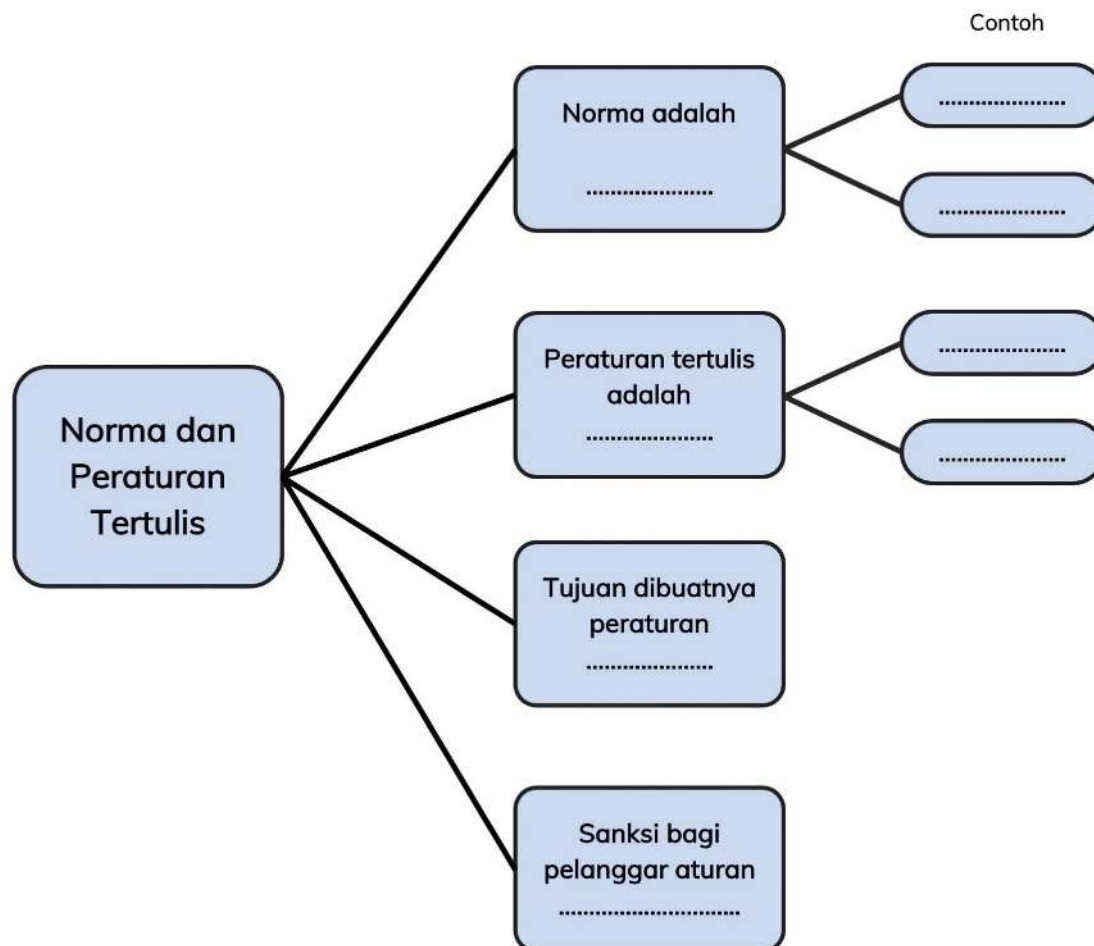 Contoh
Norma adalah
.....................
.....................
.....................
Peraturan tertulis
adalah
.....................
.....................
.....................
Norma dan
Peraturan
Tertulis
Tujuan dibuatnya
peraturan
.....................
Sanksi bagi
pelanggar aturan
..............................